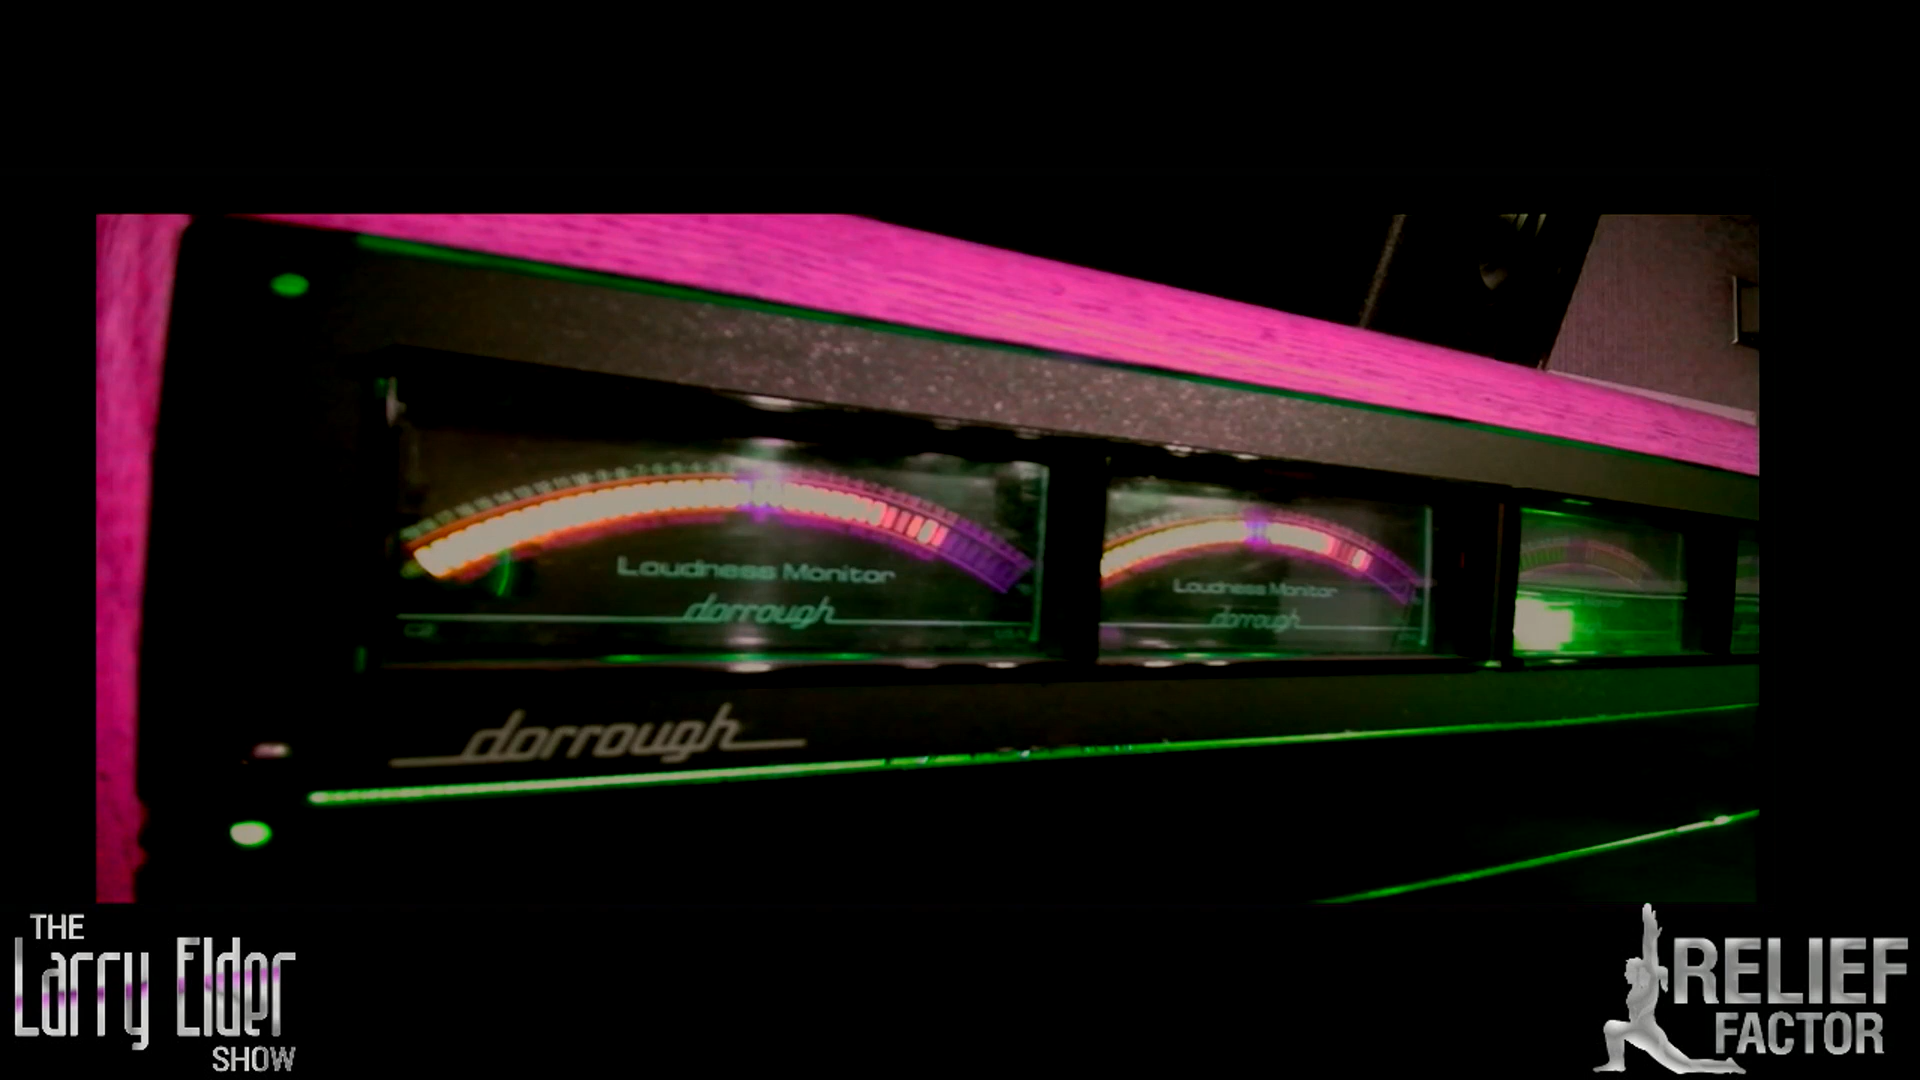 Loudness Monitor
dorrough
Loudness Monitor
dorrough
dorrough
THE
Larry Elder
SHOW
RELIEF
FACTOR